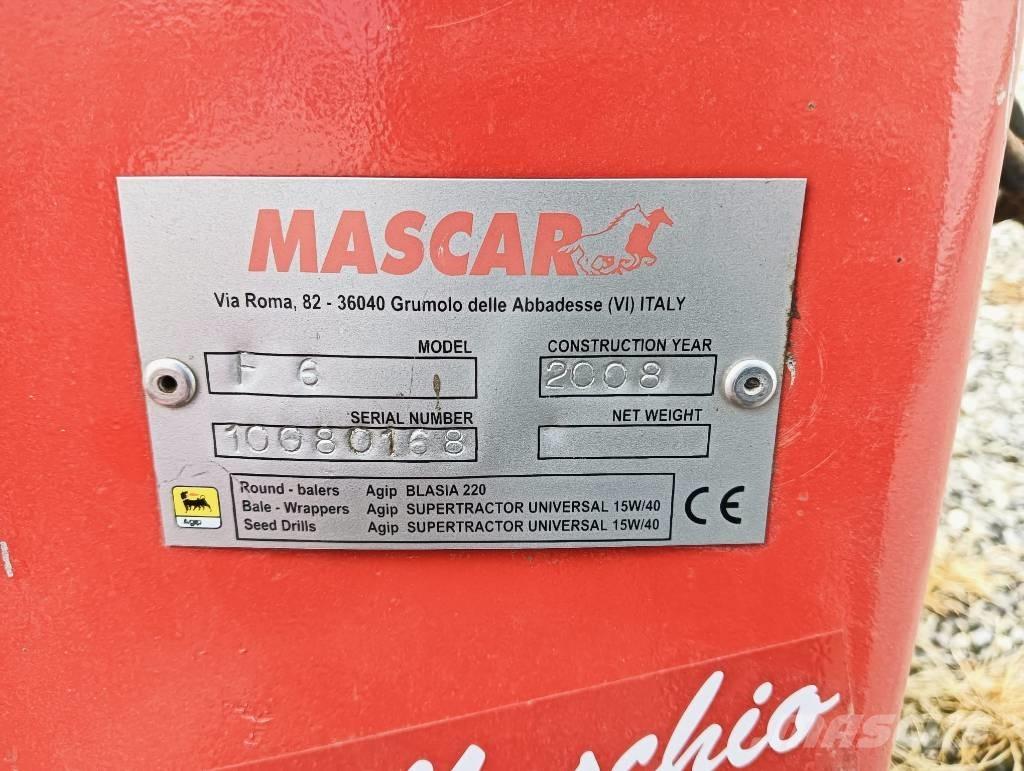 MASCAR
Via Roma, 82 - 36040 Grumolo delle Abbadesse (VI) ITALY
MODEL
F 6
CONSTRUCTION YEAR
2008
SERIAL NUMBER
10080168
NET WEIGHT
Round - balers Agip BLASIA 220
Bale - Wrappers Agip SUPERTRACTOR UNIVERSAL 15W/40
Seed Drills Agip SUPERTRACTOR UNIVERSAL 15W/40
Agip
CE
MASCUS